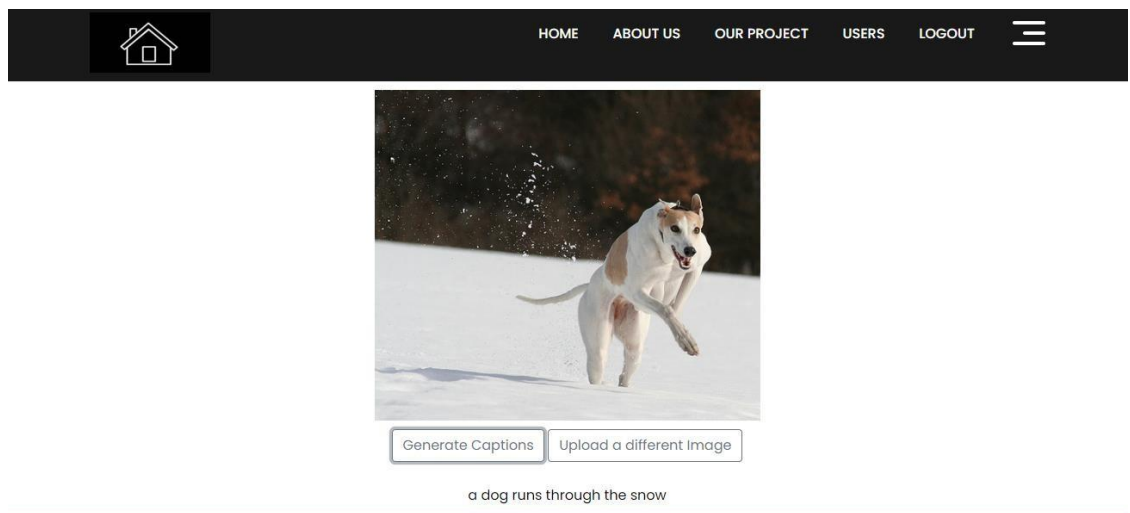 HOME ABOUT US OUR PROJECT USERS LOGOUT
Generate Captions Upload a different Image
a dog runs through the snow